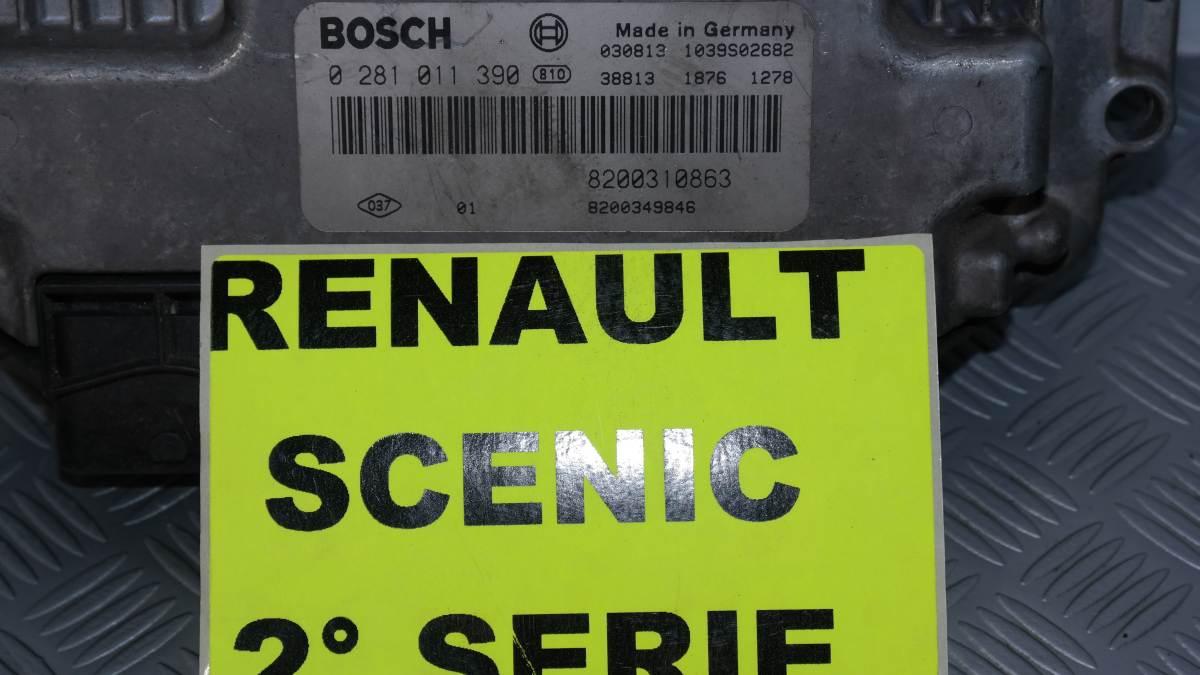 BOSCH Made in Germany
030813 1039S02682
0 281 011 390 810 38813 1876 1278
8200310863
037 01 8200349846
RENAULT
SCENIC
2° SERIE